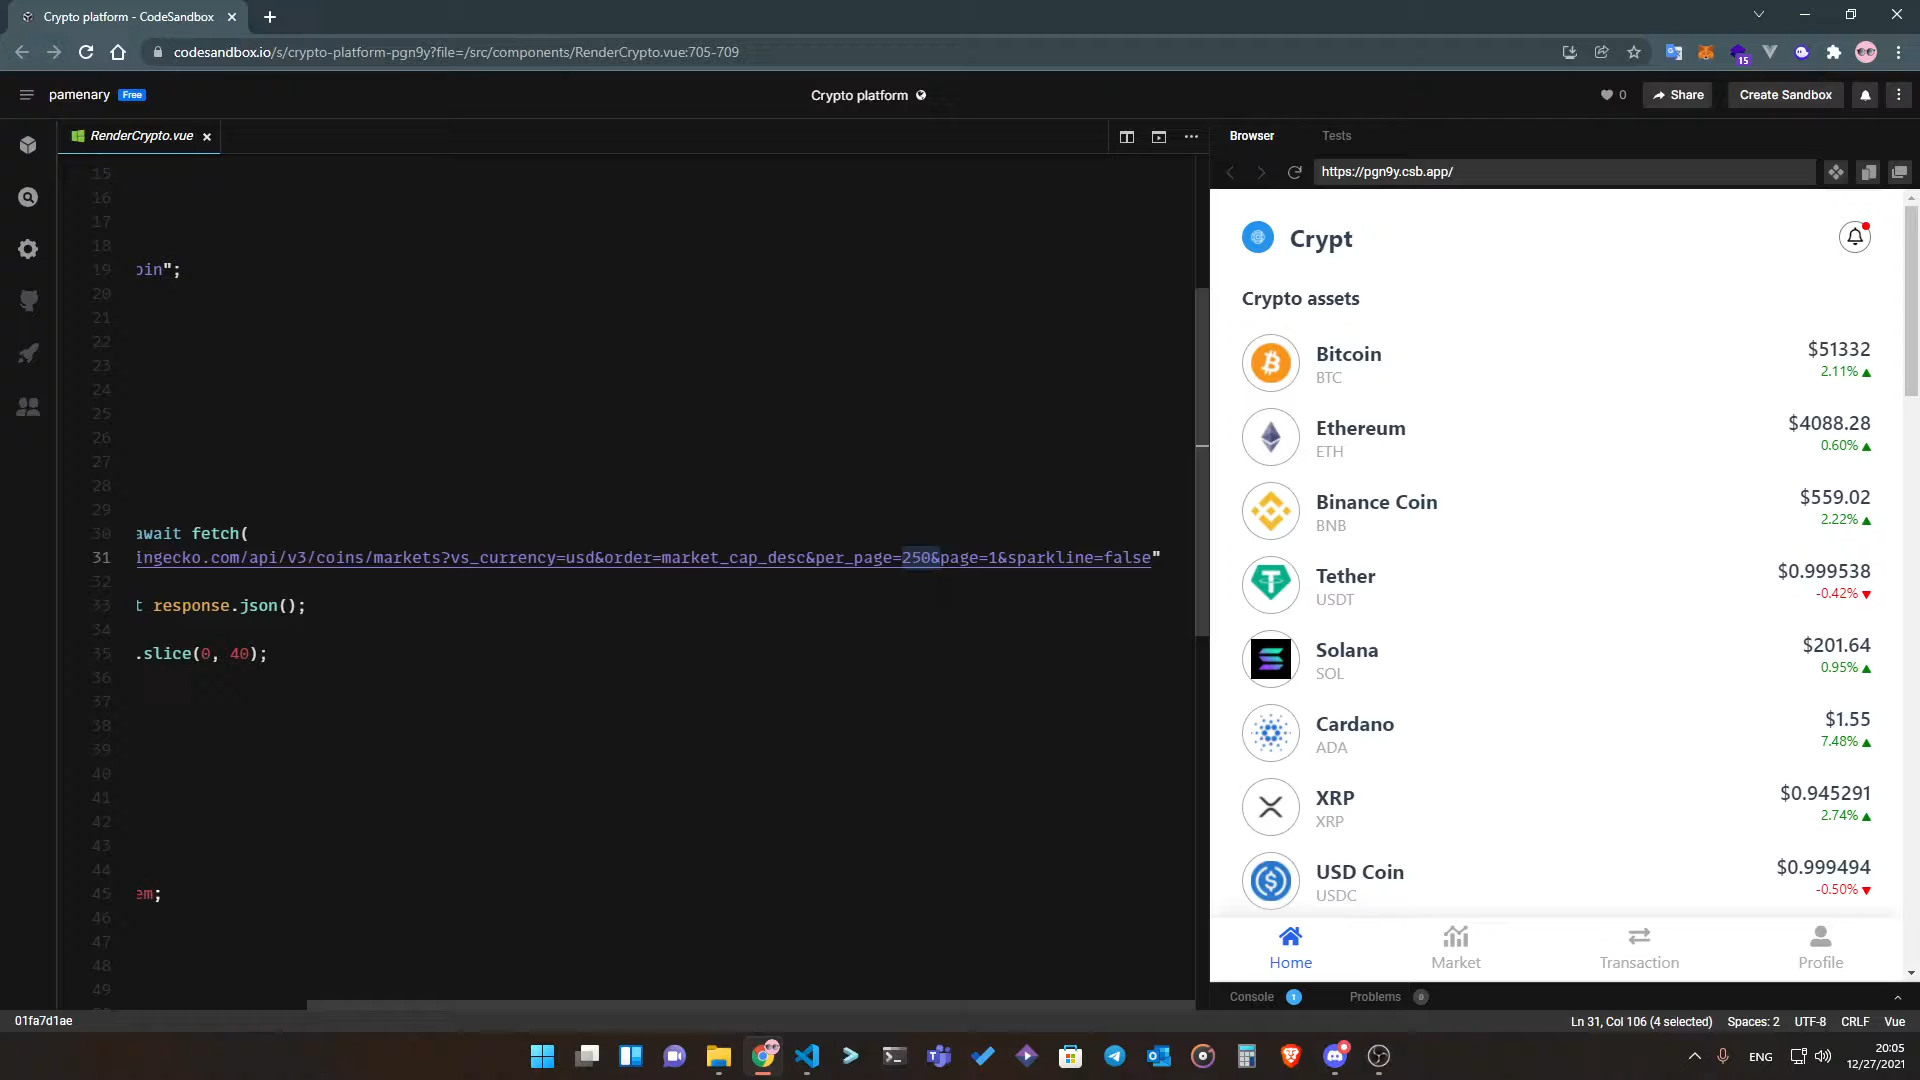 Crypto platform - CodeSandbox
codesandbox.io/s/crypto-platform-pgn9y?file=/src/components/RenderCrypto.vue:705-709
15
pamenary Free
Crypto platform
0
Share
Create Sandbox
RenderCrypto.vue
Browser
Tests
https://pgn9y.csb.app/
15
16
17
18
19 oin";
20
21
22
23
24
25
26
27
28
29
30 await fetch(
31 ingecko.com/api/v3/coins/markets?vs_currency=usd&order=market_cap_desc&per_page=250&page=1&sparkline=false"
32
33 t response.json();
34
35 .slice(0, 40);
36
37
38
39
40
41
42
43
44
45 em;
46
47
48
49
Crypt
Crypto assets
Bitcoin
BTC
$51332
2.11%
Ethereum
ETH
$4088.28
0.60%
Binance Coin
BNB
$559.02
2.22%
Tether
USDT
$0.999538
-0.42%
Solana
SOL
$201.64
0.95%
Cardano
ADA
$1.55
7.48%
XRP
XRP
$0.945291
2.74%
USD Coin
USDC
$0.999494
-0.50%
Home
Market
Transaction
Profile
Console 1
Problems 0
01fa7d1ae
Ln 31, Col 106 (4 selected) Spaces: 2 UTF-8 CRLF Vue
ENG
20:05
12/27/2021